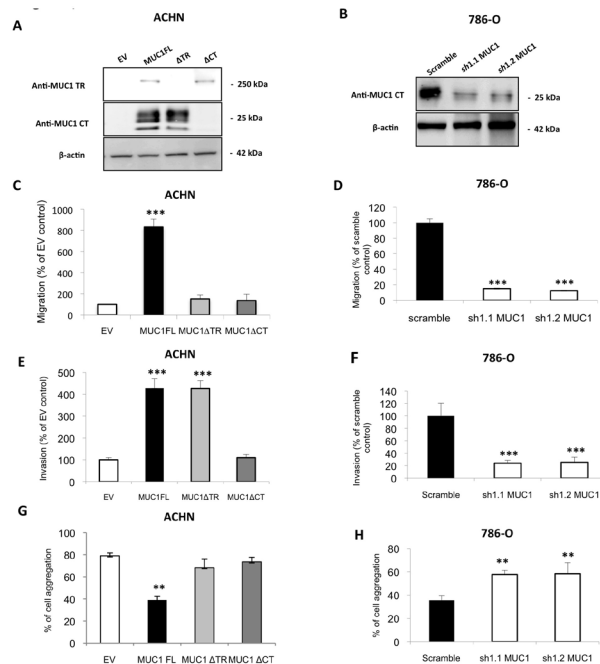 A
ACHN
EV
MUC1FL
ΔTR
ΔCT
Anti-MUC1 TR
- 250 kDa
Anti-MUC1 CT
- 25 kDa
β-actin
- 42 kDa
B
786-O
Scramble
sh1.1 MUC1
sh1.2 MUC1
Anti-MUC1 CT
- 25 kDa
β-actin
- 42 kDa
C
ACHN
Migration (% of EV control)
1000
800
600
400
200
0
***
EV
MUC1FL
MUC1ΔTR
MUC1ΔCT
D
786-O
Migration (% of scamble
control)
120
100
80
60
40
20
0
***
***
scramble
sh1.1 MUC1
sh1.2 MUC1
E
ACHN
Invasion (% of EV control)
500
400
300
200
100
0
***
***
EV
MUC1FL
MUC1ΔTR
MUC1ΔCT
F
786-O
Invasion (% of scramble
control)
140
120
100
80
60
40
20
0
***
***
Scramble
sh1.1 MUC1
sh1.2 MUC1
G
ACHN
% of cell aggregation
80
60
40
20
0
**
EV
MUC1 FL
MUC1 ΔTR
MUC1 ΔCT
H
786-O
% of cell aggregation
80
60
40
20
0
**
**
Scramble
sh1.1 MUC1
sh1.2 MUC1